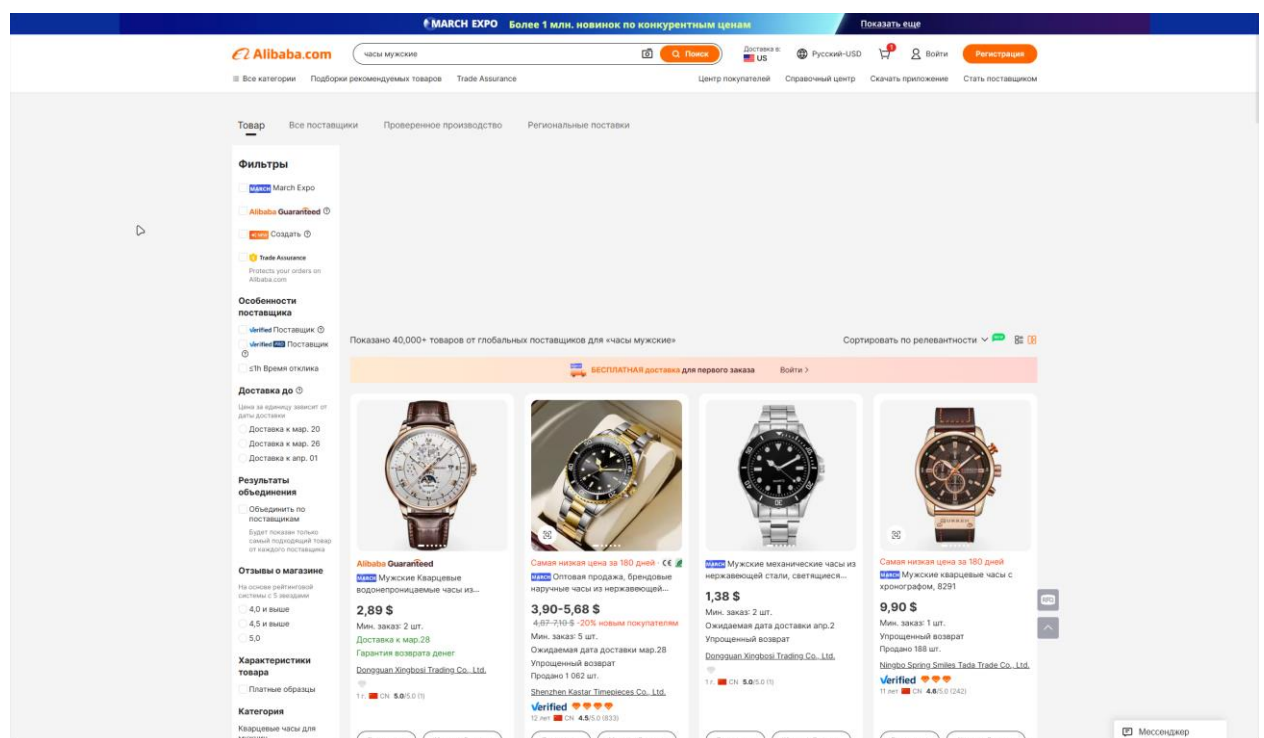 MARCH EXPO Более 1 млн. новинок по конкурентным ценам
Показать еще
Alibaba.com
часы мужские
Поиск
Доставка в:
US
Русский-USD
1
Войти
Регистрация
Все категории Подборки рекомендуемых товаров Trade Assurance
Центр покупателей Справочный центр Скачать приложение Стать поставщиком
Товар Все поставщики Проверенное производство Региональные поставки
Фильтры
MARCH March Expo
Alibaba Guaranteed
Создать
Trade Assurance
Protects your orders on
Alibaba.com
Особенности
поставщика
Verified Поставщик
Verified PRO Поставщик
≤1h Время отклика
Доставка до
Цена за единицу зависит от
даты доставки
Доставка к мар. 20
Доставка к мар. 26
Доставка к апр. 01
Результаты
объединения
Объединить по
поставщикам
Будет показан только
самый подходящий товар
от каждого поставщика
Отзывы о магазине
На основе рейтинговой
системы с 5 звездами
4,0 и выше
4,5 и выше
5,0
Характеристики
товара
Платные образцы
Категория
Кварцевые часы для
Показано 40,000+ товаров от глобальных поставщиков для «часы мужские»
Сортировать по релевантности
БЕСПЛАТНАЯ доставка для первого заказа Войти >
Alibaba Guaranteed
MARCH Мужские Кварцевые
водонепроницаемые часы из...
2,89 $
Мин. заказ: 2 шт.
Доставка к мар.28
Гарантия возврата денег
Dongguan Xingbosi Trading Co., Ltd.
1 г. CN 5.0/5.0 (1)
Самая низкая цена за 180 дней · CE
MARCH Оптовая продажа, брендовые
наручные часы из нержавеющей...
3,90-5,68 $
4,87-7,10 $ -20% новым покупателям
Мин. заказ: 5 шт.
Ожидаемая дата доставки мар.28
Упрощенный возврат
Продано 1 062 шт.
Shenzhen Kastar Timepieces Co., Ltd.
Verified
12 лет CN 4.5/5.0 (833)
MARCH Мужские механические часы из
нержавеющей стали, светящиеся...
1,38 $
Мин. заказ: 2 шт.
Ожидаемая дата доставки апр.2
Упрощенный возврат
Dongguan Xingbosi Trading Co., Ltd.
1 г. CN 5.0/5.0 (1)
Самая низкая цена за 180 дней
MARCH Мужские кварцевые часы с
хронографом, 8291
9,90 $
Мин. заказ: 1 шт.
Упрощенный возврат
Продано 188 шт.
Ningbo Spring Smiles Tada Trade Co., Ltd.
Verified
11 лет CN 4.6/5.0 (242)
Мессенджер